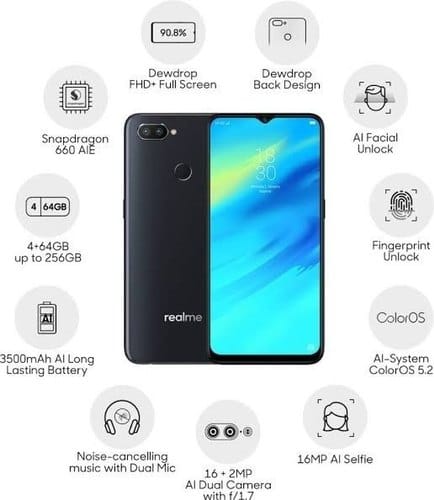 90.8%
Dewdrop
FHD+ Full Screen
Dewdrop
Back Design
Snapdragon
660 AIE
AI Facial
Unlock
4 64GB
4+64GB
up to 256GB
Fingerprint
Unlock
18
30
realme
AI
3500mAh AI Long
Lasting Battery
ColorOS
AI-System
ColorOS 5.2
Noise-cancelling
music with Dual Mic
16 + 2MP
AI Dual Camera
with f/1.7
16MP AI Selfie